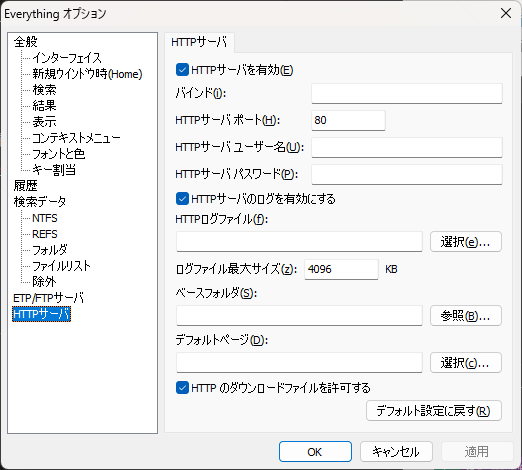 Everything オプション
全般
インターフェイス
新規ウインドウ時(Home)
検索
結果
表示
コンテキストメニュー
フォントと色
キー割当
履歴
検索データ
NTFS
REFS
フォルダ
ファイルリスト
除外
ETP/FTPサーバ
HTTPサーバ
HTTPサーバ
HTTPサーバを有効(E)
バインド(i):
HTTPサーバ ポート(H): 80
HTTPサーバ ユーザー名(U):
HTTPサーバ パスワード(P):
HTTPサーバのログを有効にする
HTTPログファイル(f):
選択(e)...
ログファイル最大サイズ(z): 4096 KB
ベースフォルダ(S):
参照(B)...
デフォルトページ(D):
選択(c)...
HTTP のダウンロードファイルを許可する
デフォルト設定に戻す(R)
OK キャンセル 適用